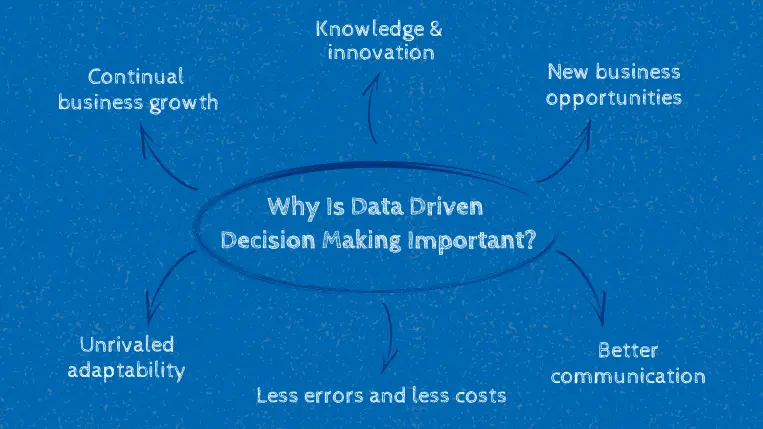 Knowledge &
innovation
Continual
business growth
New business
opportunities
Why Is Data Driven
Decision Making Important?
Unrivaled
adaptability
Less errors and less costs
Better
communication